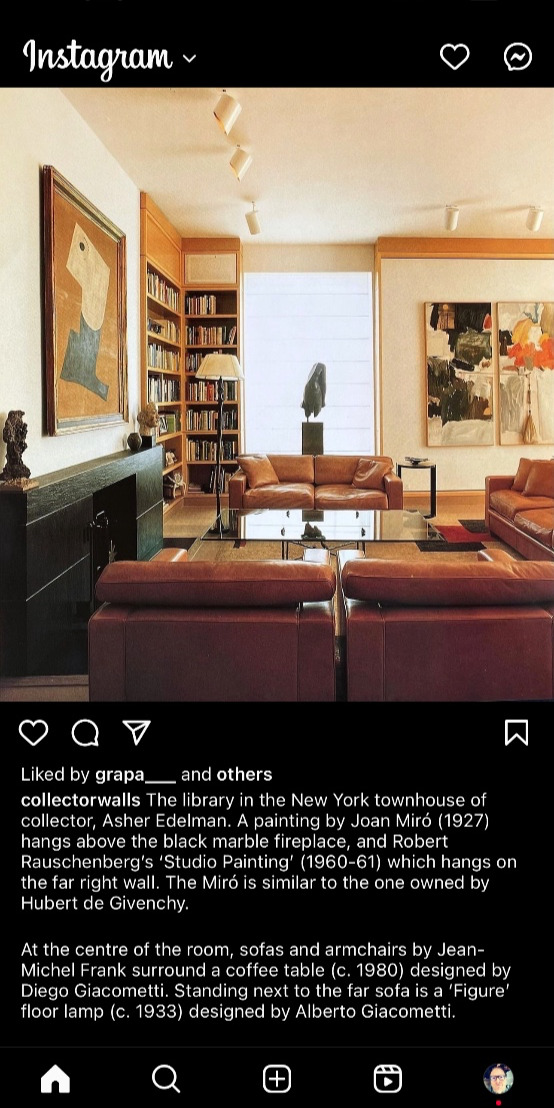 Instagram
Liked by grapa___ and others
collectorwalls The library in the New York townhouse of
collector, Asher Edelman. A painting by Joan Miró (1927)
hangs above the black marble fireplace, and Robert
Rauschenberg's 'Studio Painting' (1960-61) which hangs on
the far right wall. The Miró is similar to the one owned by
Hubert de Givenchy.
At the centre of the room, sofas and armchairs by Jean-
Michel Frank surround a coffee table (c. 1980) designed by
Diego Giacometti. Standing next to the far sofa is a 'Figure'
floor lamp (c. 1933) designed by Alberto Giacometti.